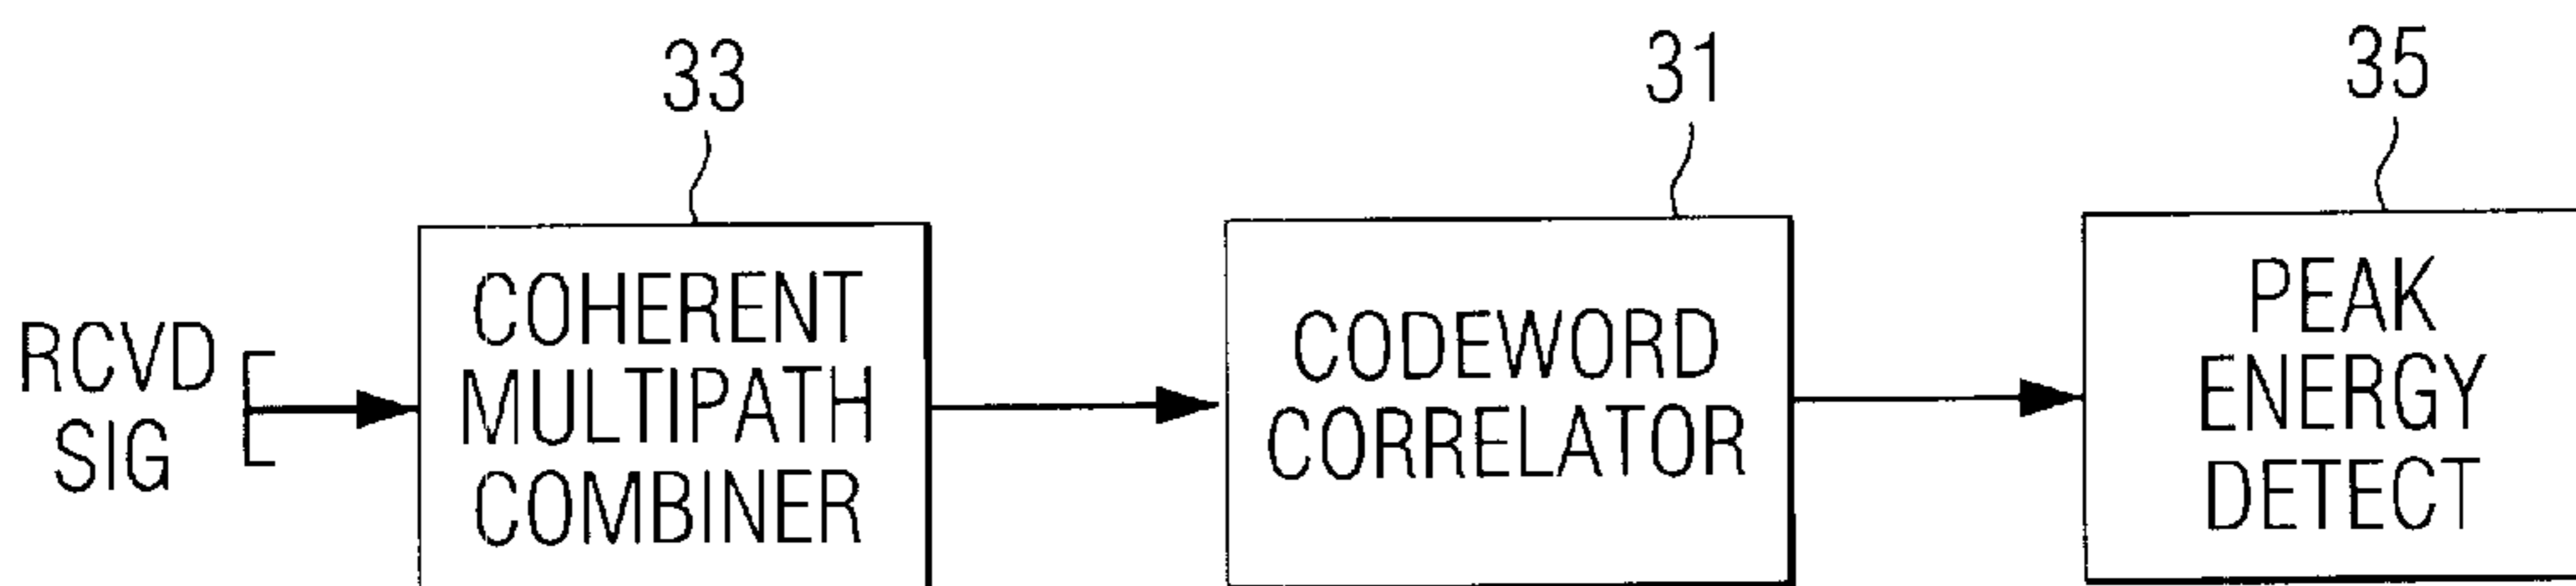 33
31
35
RCVD
SIG
COHERENT
MULTIPATH
COMBINER
CODEWORD
CORRELATOR
PEAK
ENERGY
DETECT